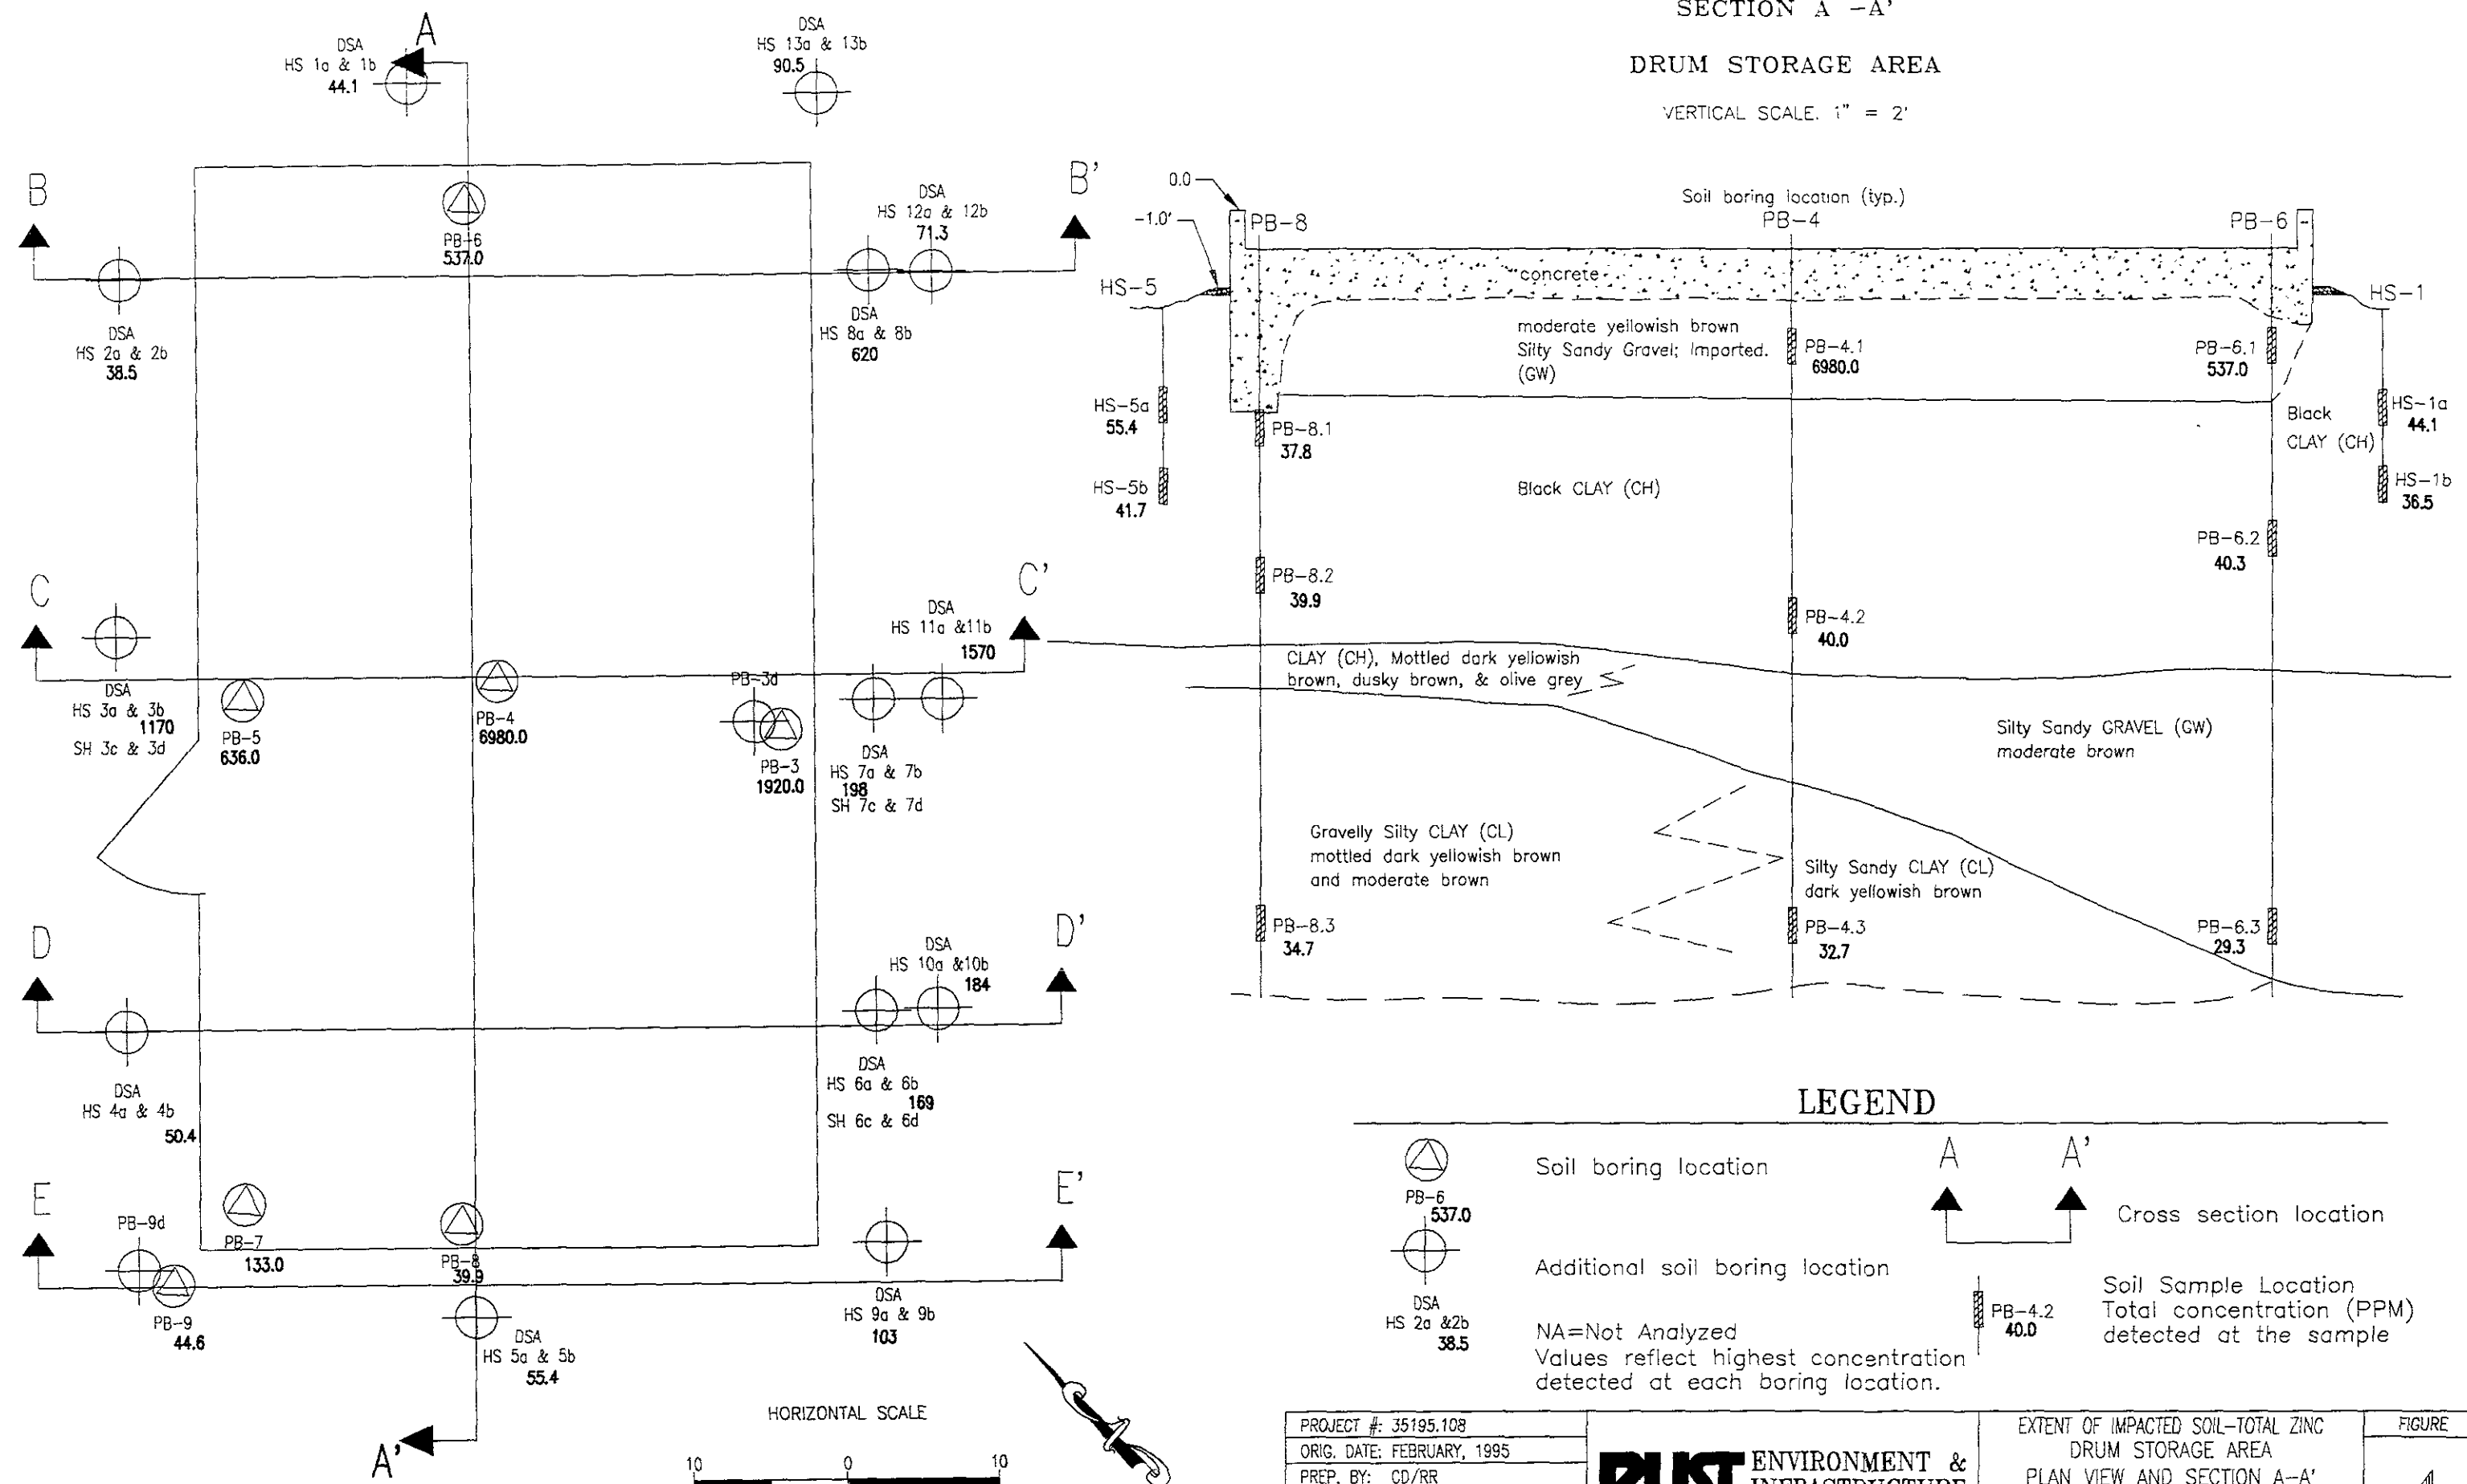 A
DSA
HS 1a & 1b
44.1
DSA
HS 13a & 13b
90.5
B
B'
PB-6
537.0
DSA
HS 12a & 12b
71.3
DSA
HS 2a & 2b
38.5
DSA
HS 8a & 8b
620
C
C'
DSA
HS 11a &11b
1570
DSA
HS 3a & 3b
1170
SH 3c & 3d
PB-5
636.0
PB-4
6980.0
PB-3d
PB-3
1920.0
DSA
HS 7a & 7b
198
SH 7c & 7d
D
D'
DSA
HS 10a &10b
184
DSA
HS 4a & 4b
50.4
DSA
HS 6a & 6b
169
SH 6c & 6d
E
E'
PB-9d
PB-7
133.0
PB-8
39.9
PB-9
44.6
DSA
HS 5a & 5b
55.4
DSA
HS 9a & 9b
103
A'
HORIZONTAL SCALE
10 0 10
SECTION A -A'
DRUM STORAGE AREA
VERTICAL SCALE. 1" = 2'
0.0
-1.0'
Soil boring location (typ.)
PB-8
PB-4
PB-6
HS-5
HS-1
concrete
moderate yellowish brown
Silty Sandy Gravel; Imported.
(GW)
PB-4.1
6980.0
PB-6.1
537.0
HS-5a
55.4
PB-8.1
37.8
Black
CLAY (CH)
HS-1a
44.1
HS-5b
41.7
Black CLAY (CH)
HS-1b
36.5
PB-6.2
40.3
PB-8.2
39.9
PB-4.2
40.0
CLAY (CH), Mottled dark yellowish
brown, dusky brown, & olive grey
Silty Sandy GRAVEL (GW)
moderate brown
Gravelly Silty CLAY (CL)
mottled dark yellowish brown
and moderate brown
Silty Sandy CLAY (CL)
dark yellowish brown
PB-8.3
34.7
PB-4.3
32.7
PB-6.3
29.3
LEGEND
PB-6
537.0
Soil boring location
A A'
Cross section location
DSA
HS 2a &2b
38.5
Additional soil boring location
NA=Not Analyzed
Values reflect highest concentration
detected at each boring location.
PB-4.2
40.0
Soil Sample Location
Total concentration (PPM)
detected at the sample
PROJECT #: 35195.108
ORIG. DATE: FEBRUARY, 1995
PREP. BY: CD/RR
RUST ENVIRONMENT &
INFRASTRUCTURE
EXTENT OF IMPACTED SOIL-TOTAL ZINC
DRUM STORAGE AREA
PLAN VIEW AND SECTION A-A'
FIGURE